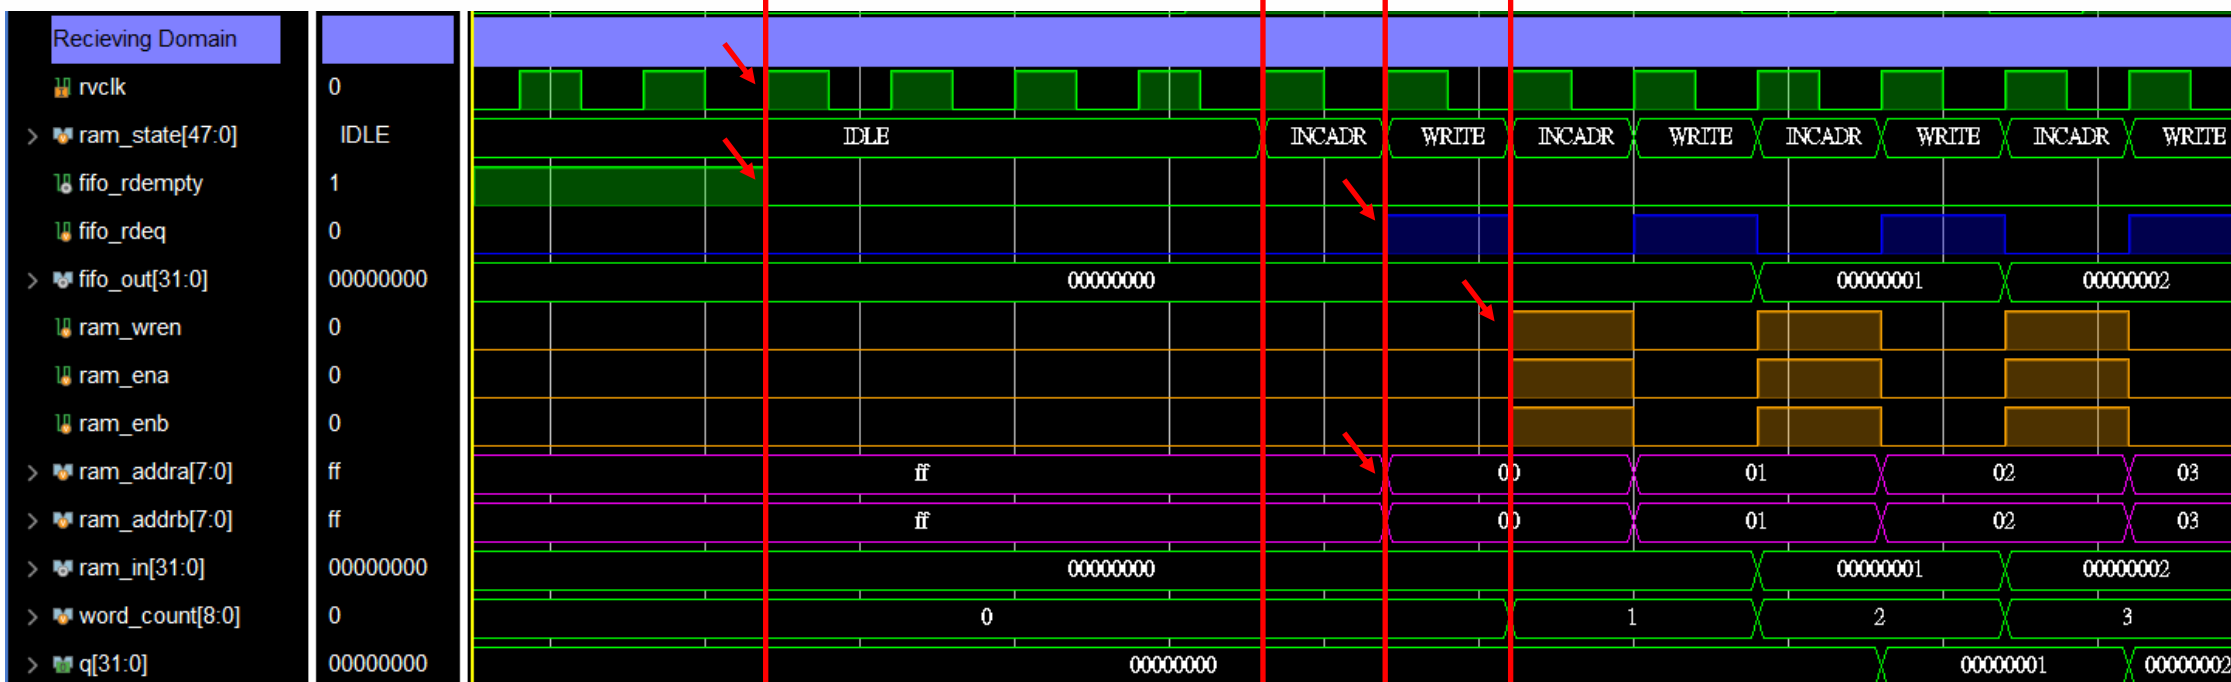 Recieving Domain
rvclk 0
ram_state[47:0] IDLE IDLE INCADR WRITE INCADR WRITE INCADR WRITE INCADR WRITE
fifo_rdempty 1
fifo_rdeq 0
fifo_out[31:0] 00000000 00000000 00000001 00000002
ram_wren 0
ram_ena 0
ram_enb 0
ram_addra[7:0] ff ff 00 01 02 03
ram_addrb[7:0] ff ff 00 01 02 03
ram_in[31:0] 00000000 00000000 00000001 00000002
word_count[8:0] 0 0 1 2 3
q[31:0] 00000000 00000000 00000001 00000002